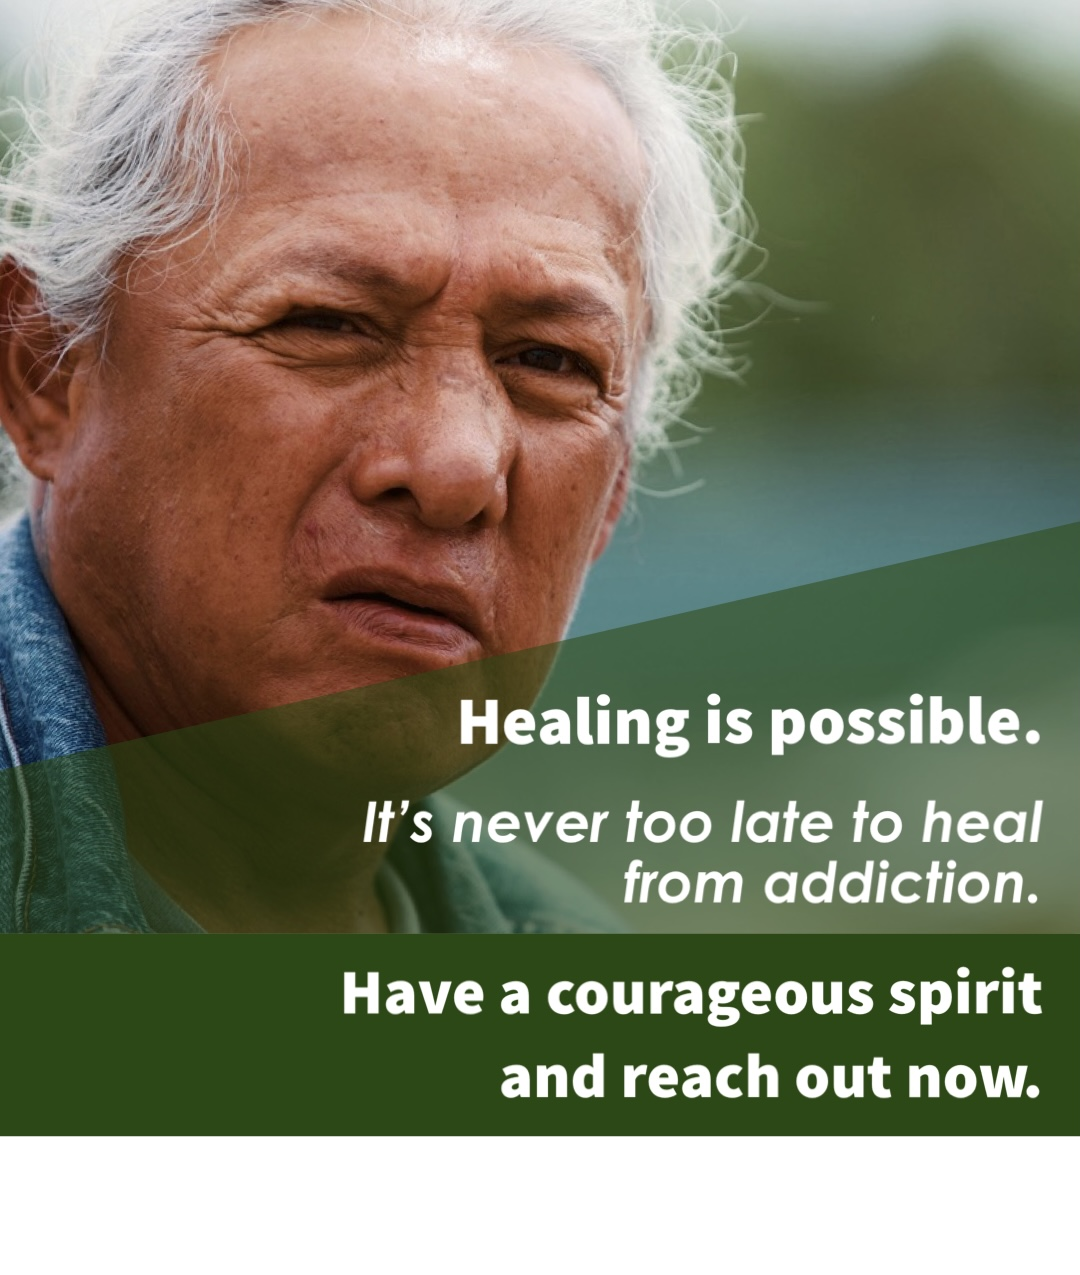 Healing is possible.
It's never too late to heal
from addiction.
Have a courageous spirit
and reach out now.